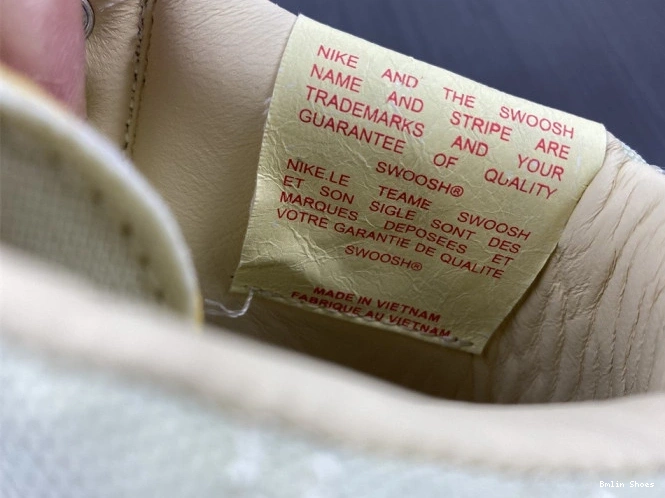 NIKE AND THE SWOOSH
NAME AND STRIPE ARE
TRADEMARKS AND YOUR
GUARANTEE OF QUALITY
SWOOSH®
NIKE.LE TEAME SWOOSH
ET SON SIGLE SONT DES
MARQUES DEPOSEES ET
VOTRE GARANTIE DE QUALITE
SWOOSH®
MADE IN VIETNAM
FABRIQUE AU VIETNAM
Bmlin Shoes